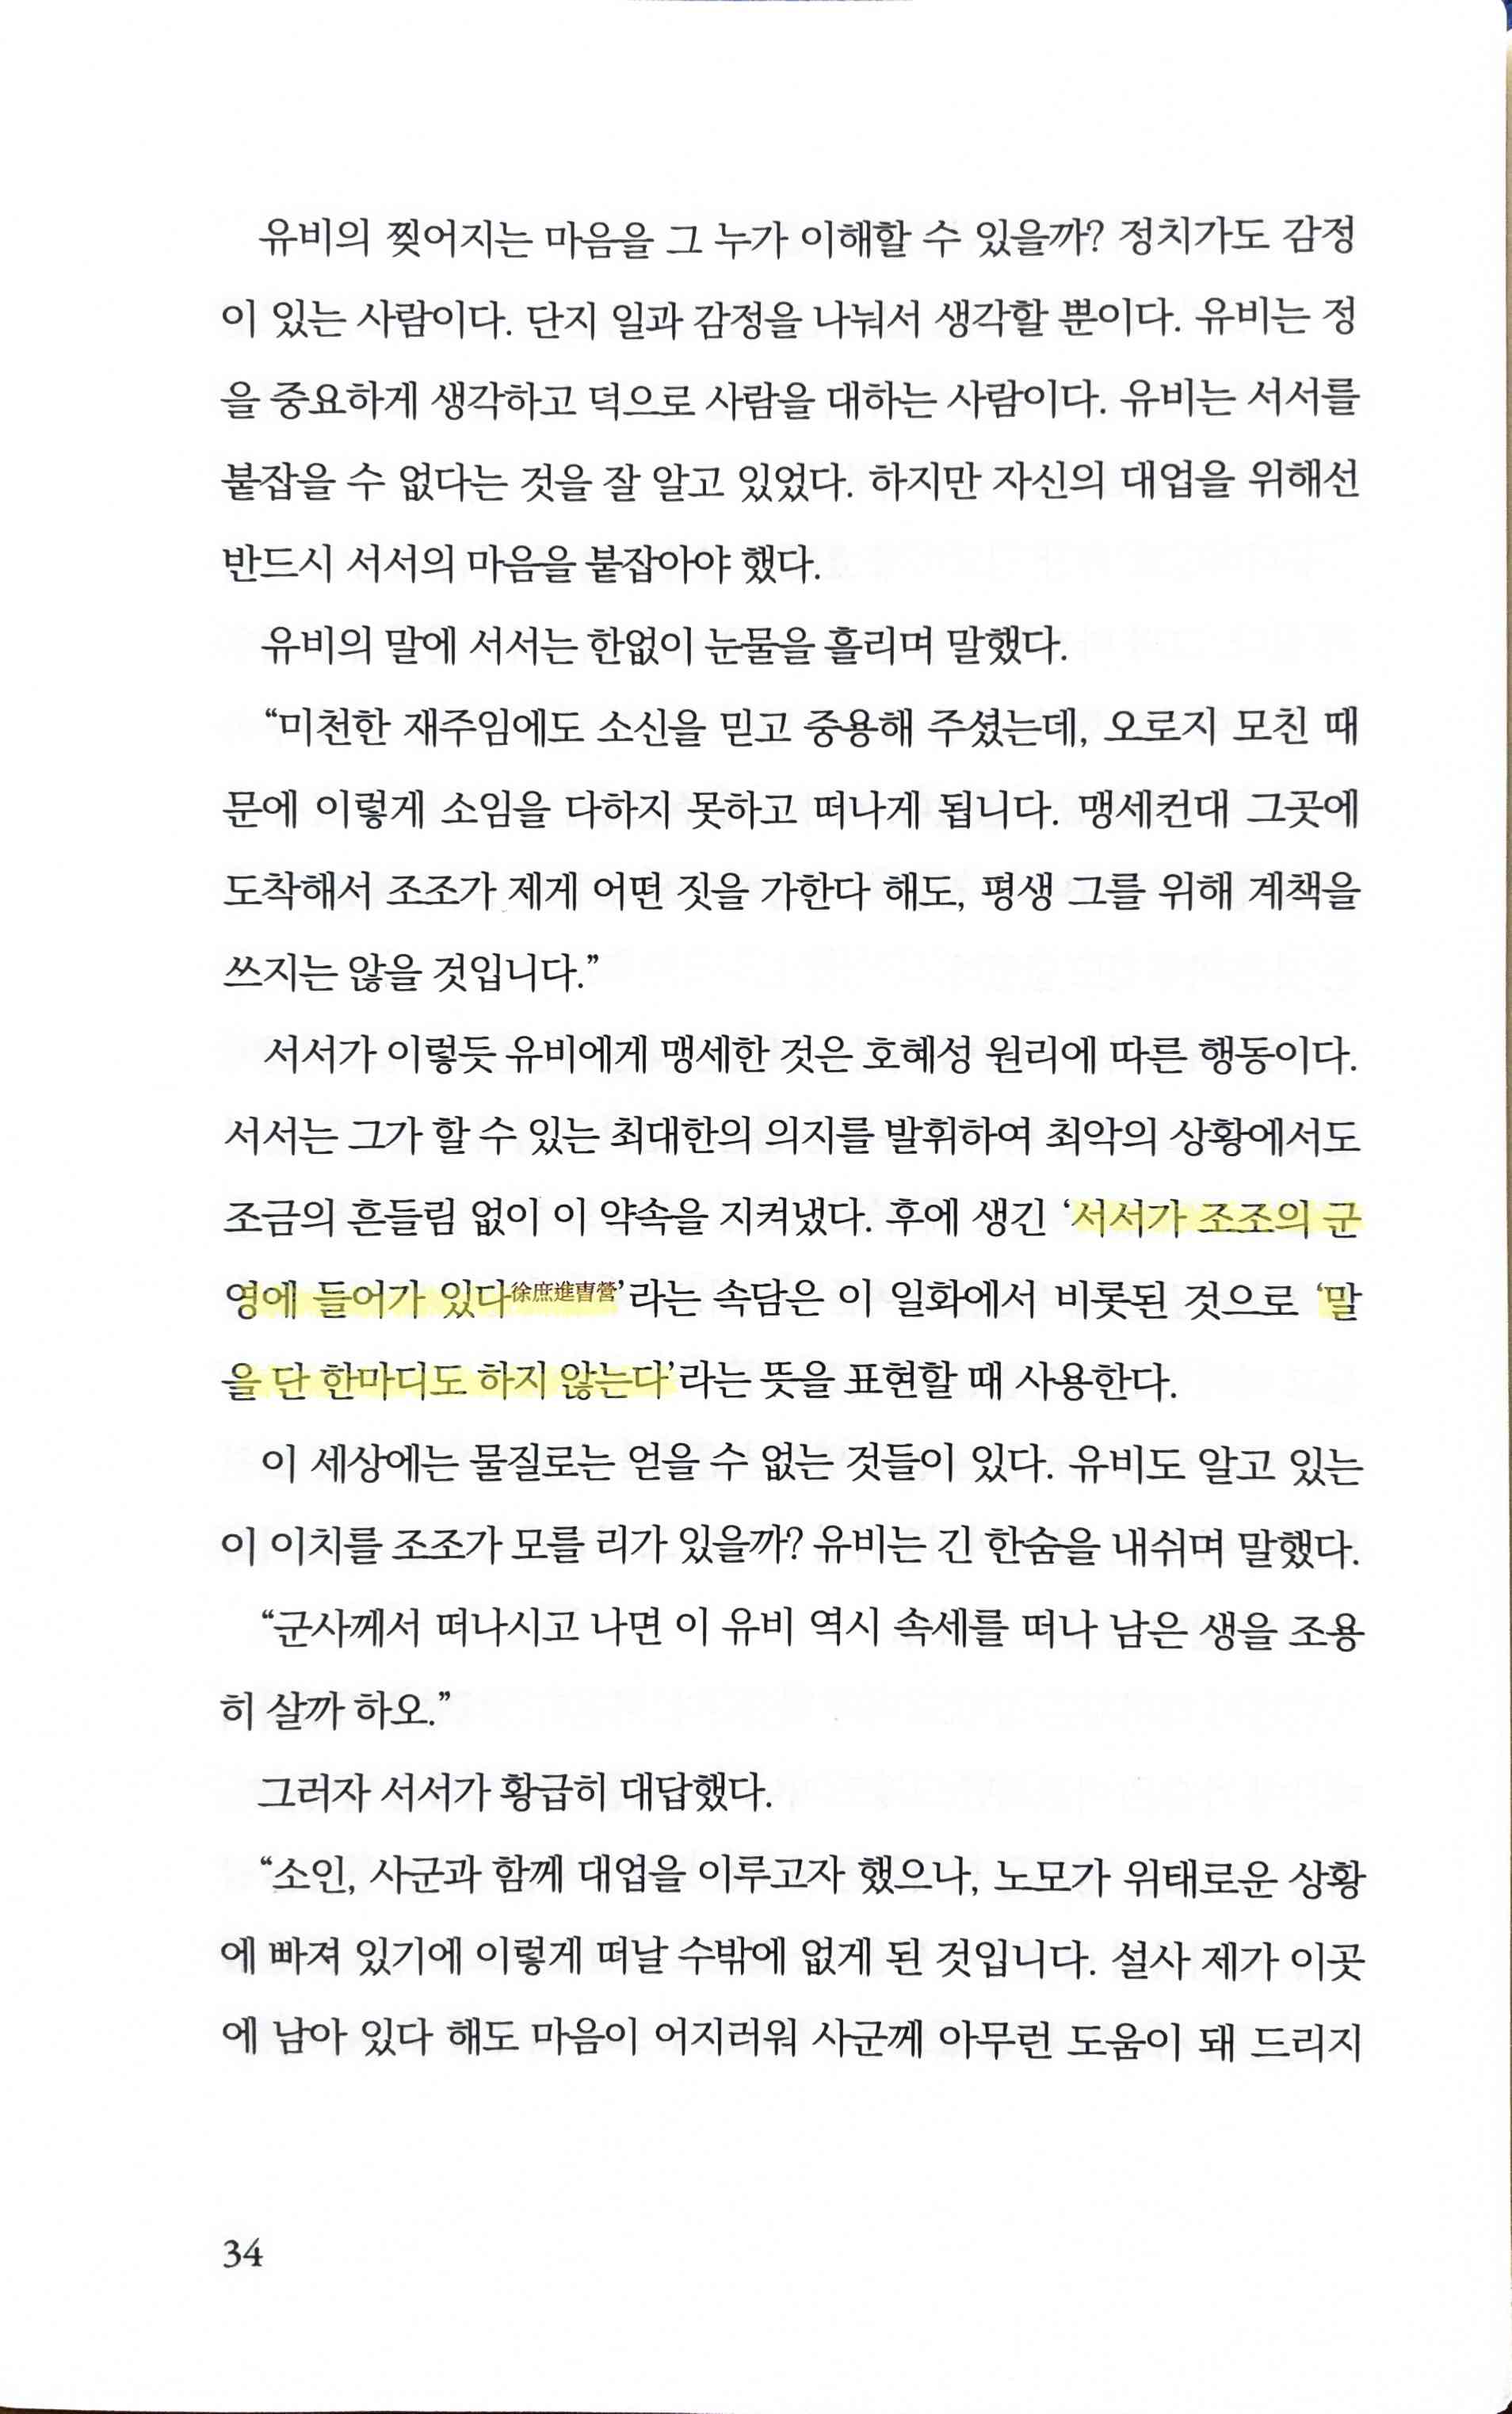 유비의 찢어지는 마음을 그 누가 이해할 수 있을까? 정치가도 감정
이 있는 사람이다. 단지 일과 감정을 나눠서 생각할 뿐이다. 유비는 정
을 중요하게 생각하고 덕으로 사람을 대하는 사람이다. 유비는 서서를
붙잡을 수 없다는 것을 잘 알고 있었다. 하지만 자신의 대업을 위해선
반드시 서서의 마음을 붙잡아야 했다.
유비의 말에 서서는 한없이 눈물을 흘리며 말했다.
“미천한 재주임에도 소신을 믿고 중용해 주셨는데, 오로지 모친 때
문에 이렇게 소임을 다하지 못하고 떠나게 됩니다. 맹세컨대 그곳에
도착해서 조조가 제게 어떤 짓을 가한다 해도, 평생 그를 위해 계책을
쓰지는 않을 것입니다.”
서서가 이렇듯 유비에게 맹세한 것은 호혜성 원리에 따른 행동이다.
서서는 그가 할 수 있는 최대한의 의지를 발휘하여 최악의 상황에서도
조금의 흔들림 없이 이 약속을 지켜냈다. 후에 생긴 ‘서서가 조조의 군
영에 들어가 있다徐庶進曺營’라는 속담은 이 일화에서 비롯된 것으로 ‘말
을 단 한마디도 하지 않는다’라는 뜻을 표현할 때 사용한다.
이 세상에는 물질로는 얻을 수 없는 것들이 있다. 유비도 알고 있는
이 이치를 조조가 모를 리가 있을까? 유비는 긴 한숨을 내쉬며 말했다.
“군사께서 떠나시고 나면 이 유비 역시 속세를 떠나 남은 생을 조용
히 살까 하오.”
그러자 서서가 황급히 대답했다.
“소인, 사군과 함께 대업을 이루고자 했으나, 노모가 위태로운 상황
에 빠져 있기에 이렇게 떠날 수밖에 없게 된 것입니다. 설사 제가 이곳
에 남아 있다 해도 마음이 어지러워 사군께 아무런 도움이 돼 드리지
34